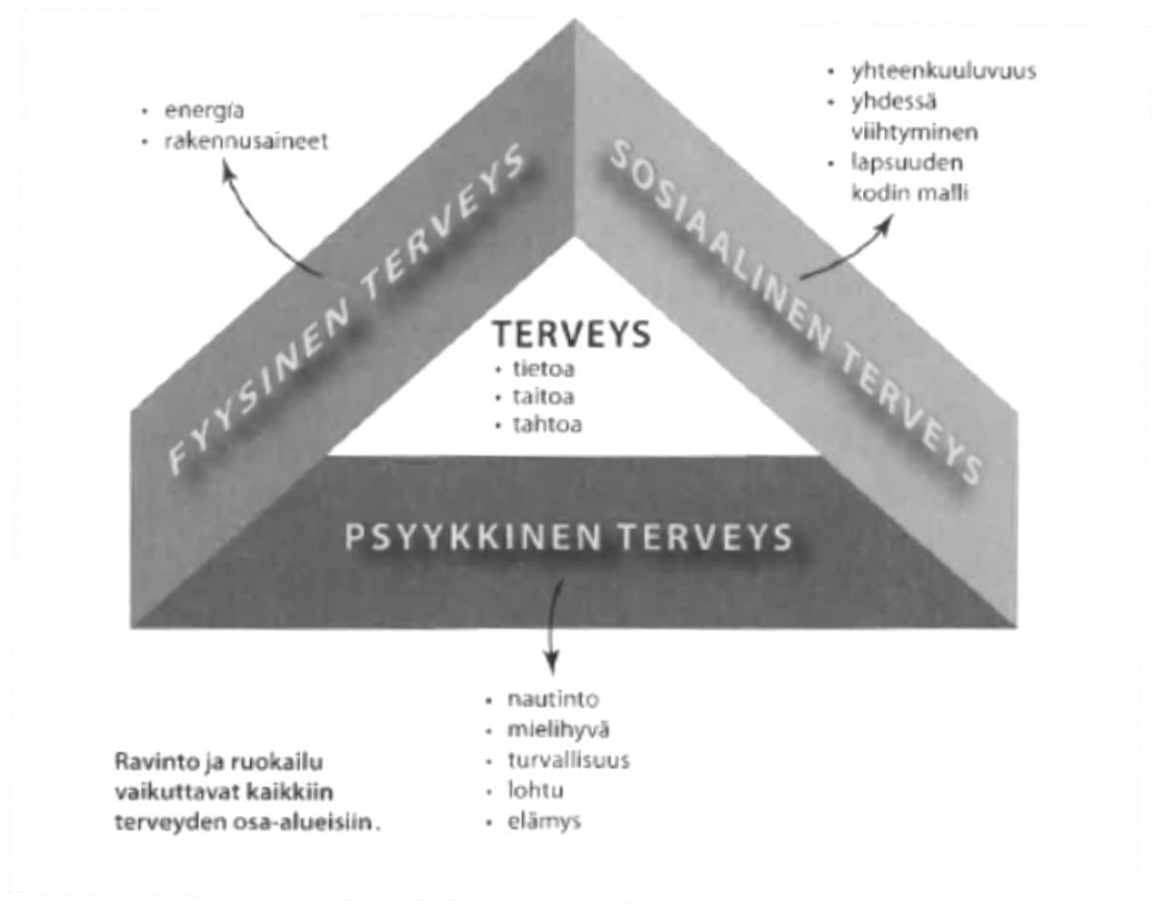 • energia
• rakennusaineet
• yhteenkuuluvuus
• yhdessä
viihtyminen
• lapsuuden
kodin malli
FYYSINEN TERVEYS
SOSIAALINEN TERVEYS
TERVEYS
• tietoa
• taitoa
• tahtoa
PSYYKKINEN TERVEYS
• nautinto
• mielihyvä
• turvallisuus
• lohtu
• elämys
Ravinto ja ruokailu
vaikuttavat kaikkiin
terveyden osa-alueisiin.